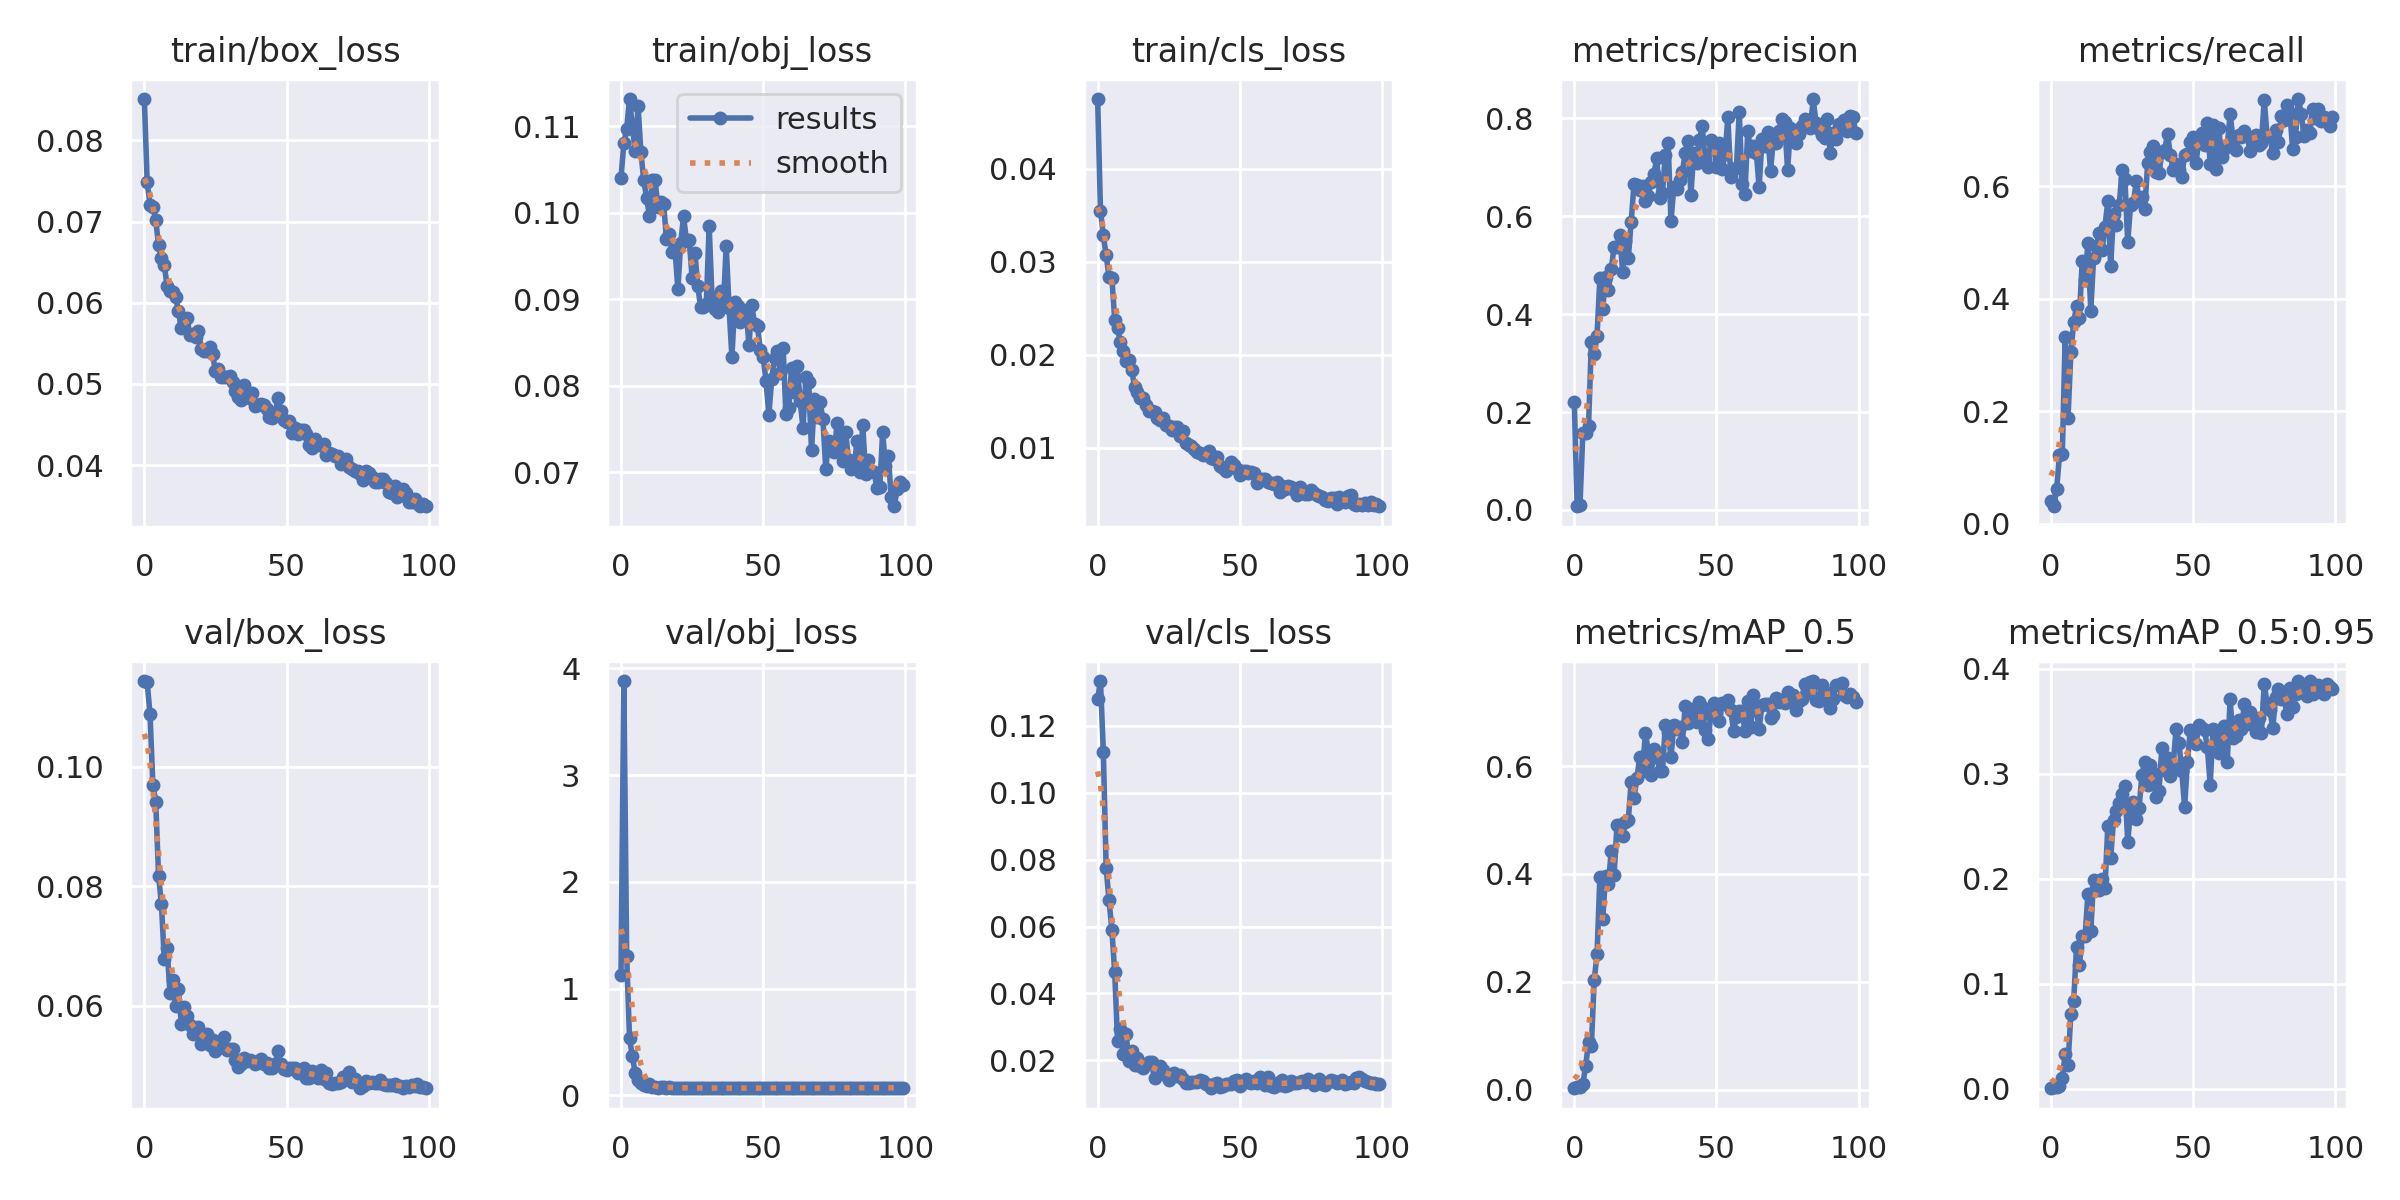 train/box_loss
train/obj_loss
train/cls_loss
metrics/precision
metrics/recall
results
smooth
0.08
0.07
0.06
0.05
0.04
0 50 100
0.11
0.10
0.09
0.08
0.07
0 50 100
0.04
0.03
0.02
0.01
0 50 100
0.8
0.6
0.4
0.2
0.0
0 50 100
0.6
0.4
0.2
0.0
0 50 100
val/box_loss
val/obj_loss
val/cls_loss
metrics/mAP_0.5
metrics/mAP_0.5:0.95
0.10
0.08
0.06
0 50 100
4
3
2
1
0
0 50 100
0.12
0.10
0.08
0.06
0.04
0.02
0 50 100
0.6
0.4
0.2
0.0
0 50 100
0.4
0.3
0.2
0.1
0.0
0 50 100